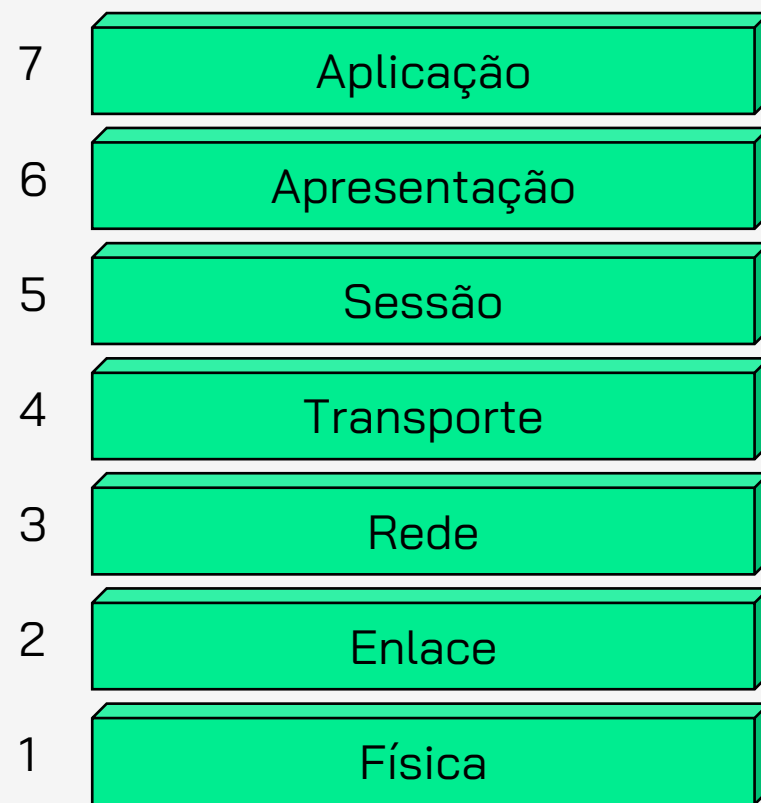 7 Aplicação
6 Apresentação
5 Sessão
4 Transporte
3 Rede
2 Enlace
1 Física